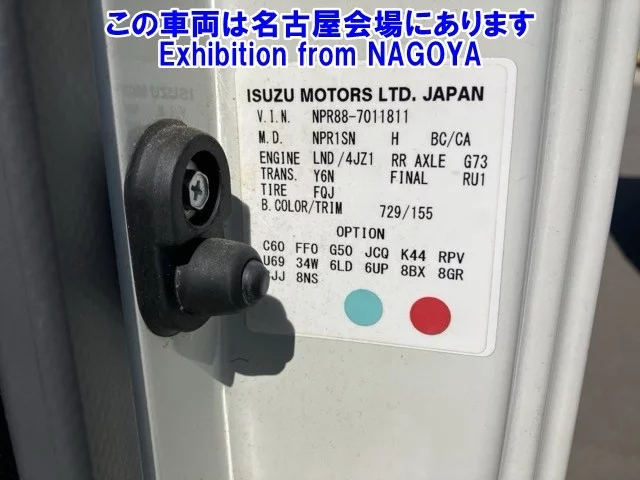 この車両は名古屋会場にあります
Exhibition from NAGOYA
ISUZU MOTORS LTD. JAPAN
V.I.N. NPR88-7011811
M.D. NPR1SN H BC/CA
ENGINE LND/4JZ1 RR AXLE G73
TRANS. Y6N FINAL RU1
TIRE FQJ
B.COLOR/TRIM 729/155
OPTION
C60 FF0 G50 JCQ K44 RPV
U69 34W 6LD 6UP 8BX 8GR
8NS